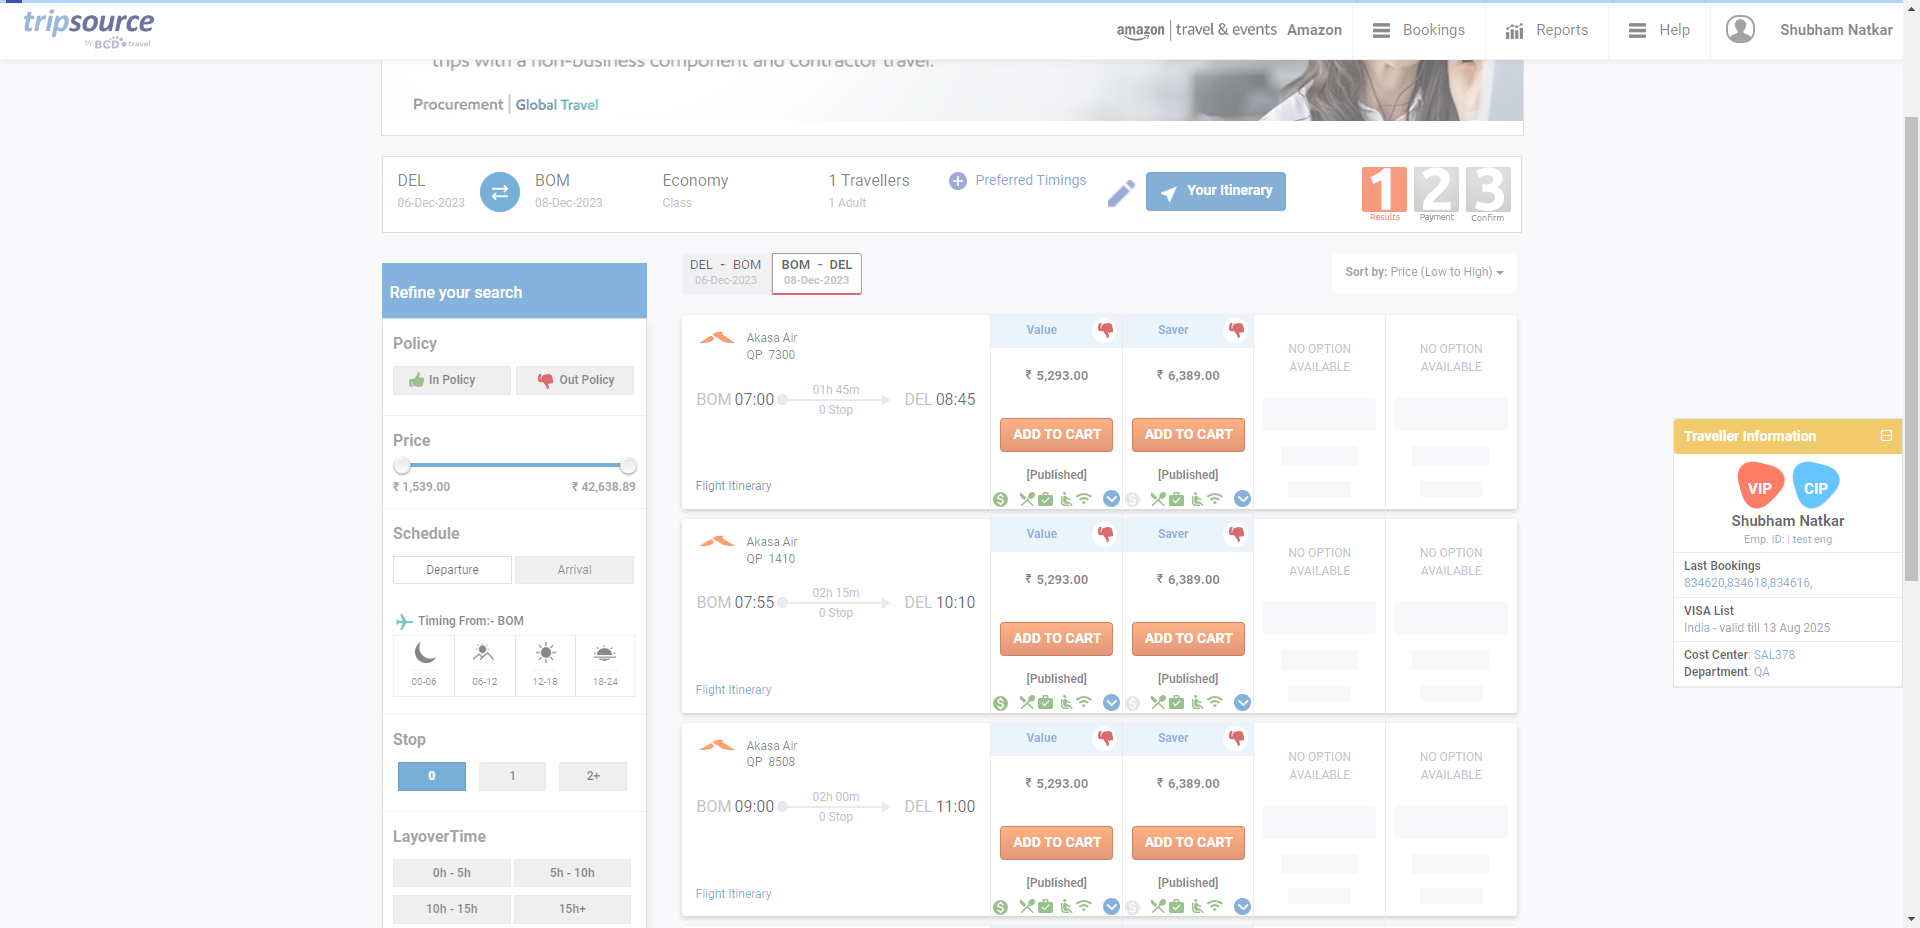 tripsource
by BCD travel
amazon | travel & events Amazon
Bookings
Reports
Help
Shubham Natkar
trips with a non-business component and contractor travel.
Procurement | Global Travel
DEL
06-Dec-2023
BOM
08-Dec-2023
Economy
Class
1 Travellers
1 Adult
Preferred Timings
Your Itinerary
1
Results
2
Payment
3
Confirm
DEL - BOM
06-Dec-2023
BOM - DEL
08-Dec-2023
Sort by: Price (Low to High)
Refine your search
Policy
In Policy
Out Policy
Price
₹ 1,539.00
₹ 42,638.89
Schedule
Departure
Arrival
Timing From:- BOM
00-06
06-12
12-18
18-24
Stop
0
1
2+
LayoverTime
0h - 5h
5h - 10h
10h - 15h
15h+
Akasa Air
QP 7300
BOM 07:00
01h 45m
0 Stop
DEL 08:45
Flight Itinerary
Value
₹ 5,293.00
ADD TO CART
[Published]
Saver
₹ 6,389.00
ADD TO CART
[Published]
NO OPTION
AVAILABLE
NO OPTION
AVAILABLE
Akasa Air
QP 1410
BOM 07:55
02h 15m
0 Stop
DEL 10:10
Flight Itinerary
Value
₹ 5,293.00
ADD TO CART
[Published]
Saver
₹ 6,389.00
ADD TO CART
[Published]
NO OPTION
AVAILABLE
NO OPTION
AVAILABLE
Akasa Air
QP 8508
BOM 09:00
02h 00m
0 Stop
DEL 11:00
Flight Itinerary
Value
₹ 5,293.00
ADD TO CART
[Published]
Saver
₹ 6,389.00
ADD TO CART
[Published]
NO OPTION
AVAILABLE
NO OPTION
AVAILABLE
Traveller Information
VIP
CIP
Shubham Natkar
Emp. ID: | test eng
Last Bookings
834620,834618,834616,
VISA List
India - valid till 13 Aug 2025
Cost Center: SAL378
Department: QA